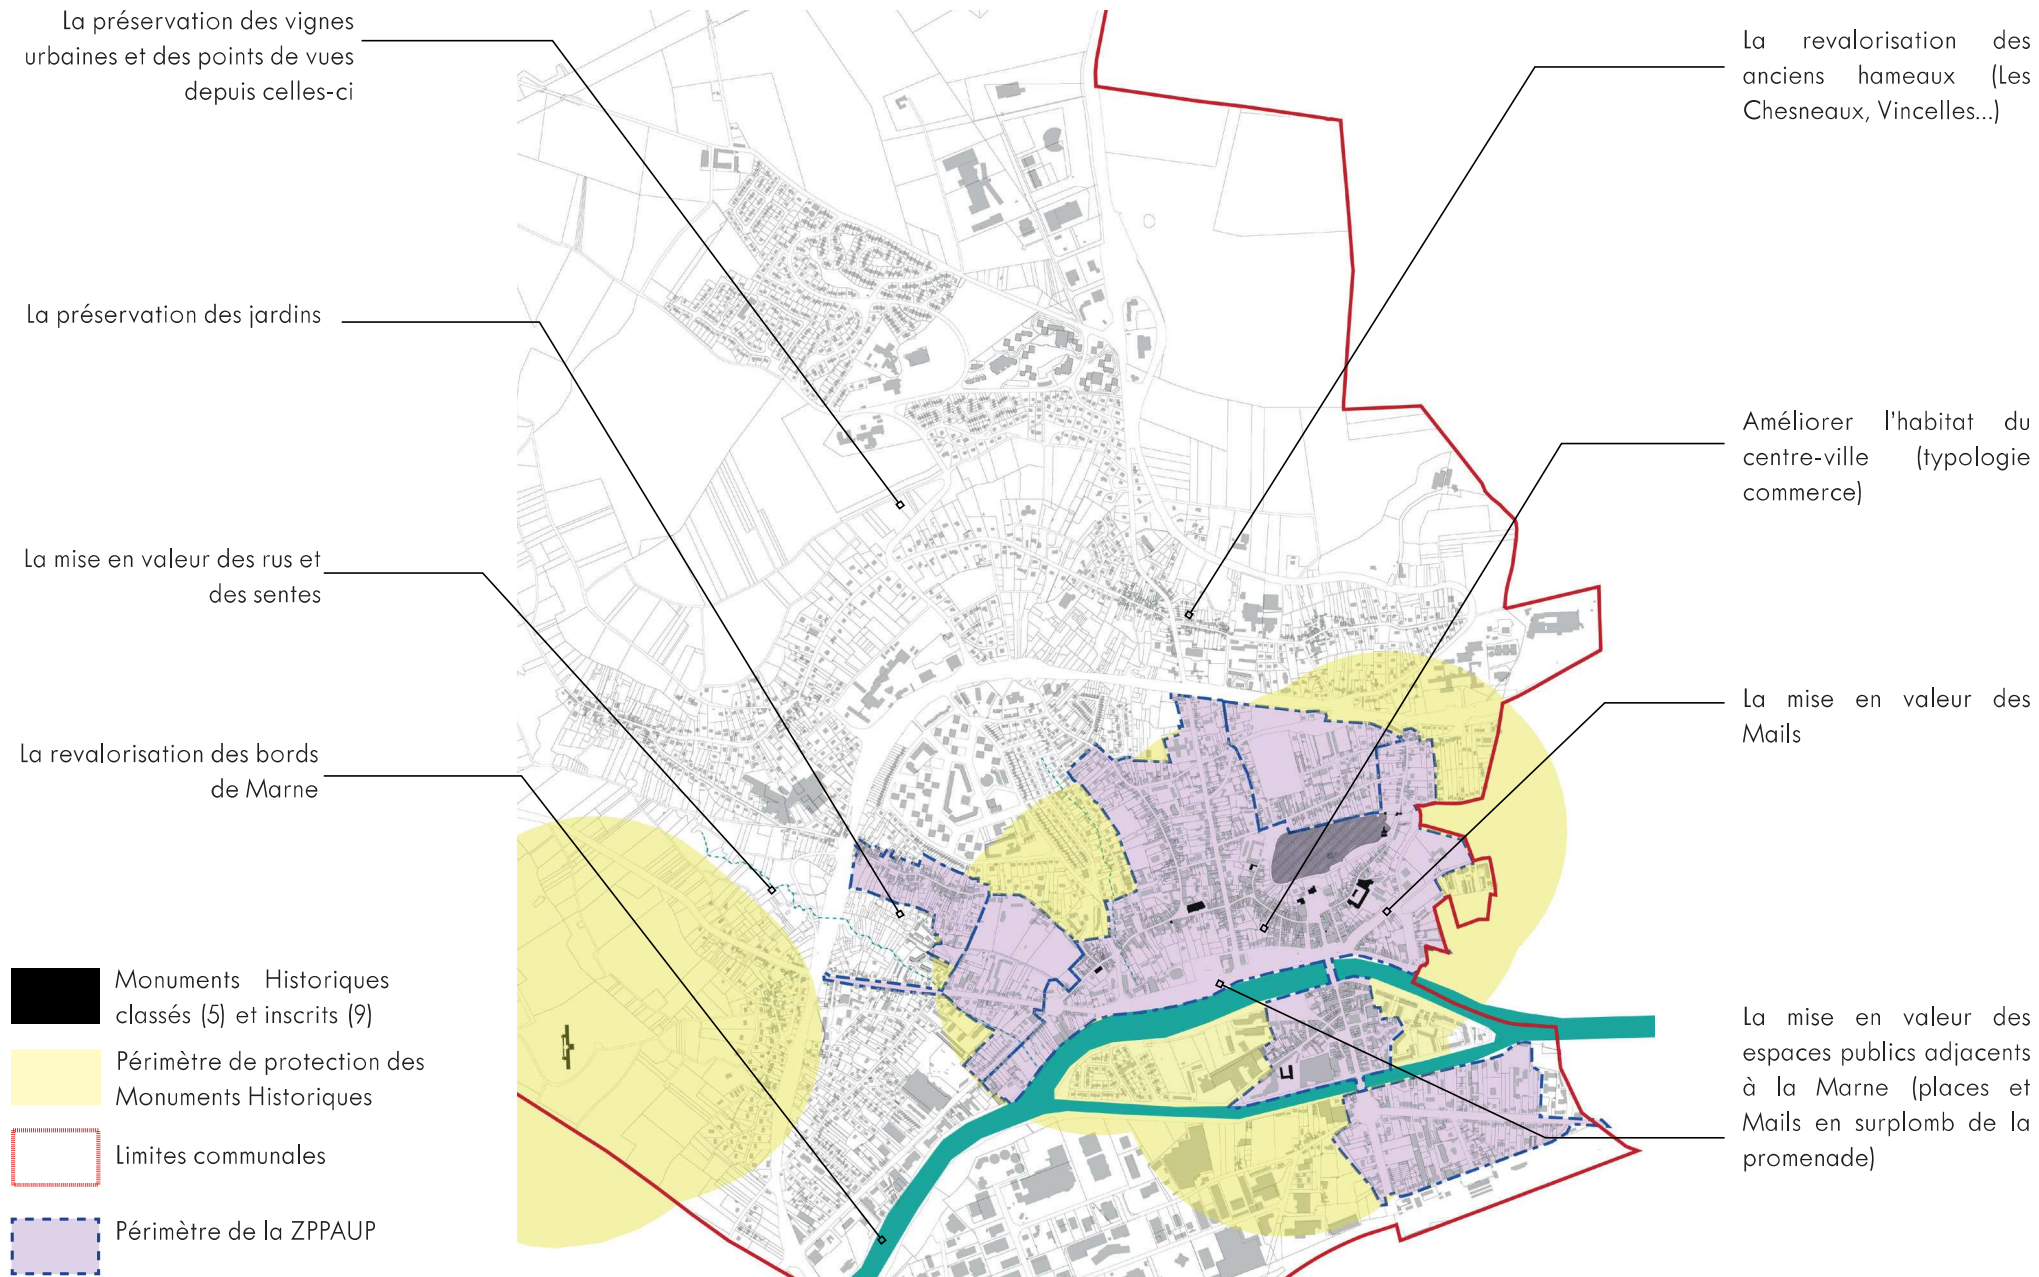 La préservation des vignes
urbaines et des points de vues
depuis celles-ci
La préservation des jardins
La mise en valeur des rus et
des sentes
La revalorisation des bords
de Marne
Monuments Historiques
classés (5) et inscrits (9)
Périmètre de protection des
Monuments Historiques
Limites communales
Périmètre de la ZPPAUP
La revalorisation des
anciens hameaux (Les
Chesneaux, Vincelles...)
Améliorer l'habitat du
centre-ville (typologie
commerce)
La mise en valeur des
Mails
La mise en valeur des
espaces publics adjacents
à la Marne (places et
Mails en surplomb de la
promenade)